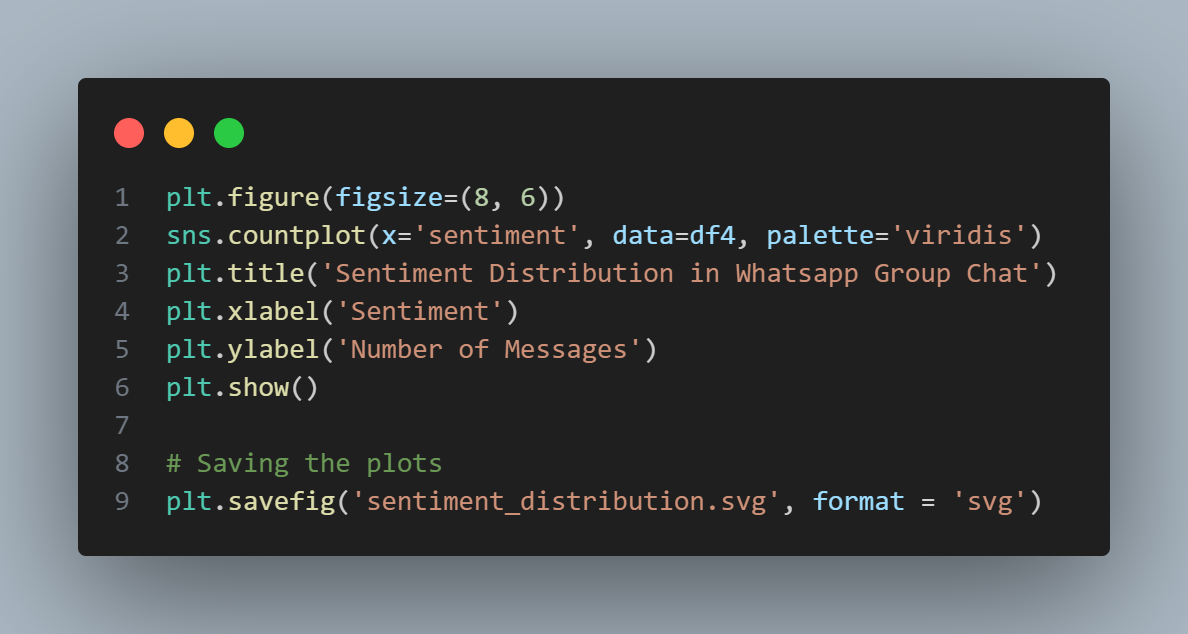 1 plt.figure(figsize=(8, 6))
2 sns.countplot(x='sentiment', data=df4, palette='viridis')
3 plt.title('Sentiment Distribution in Whatsapp Group Chat')
4 plt.xlabel('Sentiment')
5 plt.ylabel('Number of Messages')
6 plt.show()
7
8 # Saving the plots
9 plt.savefig('sentiment_distribution.svg', format = 'svg')